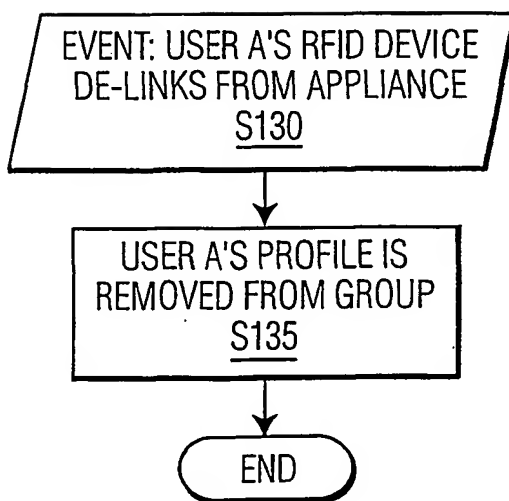 EVENT: USER A'S RFID DEVICE
DE-LINKS FROM APPLIANCE
S130
USER A'S PROFILE IS
REMOVED FROM GROUP
S135
END